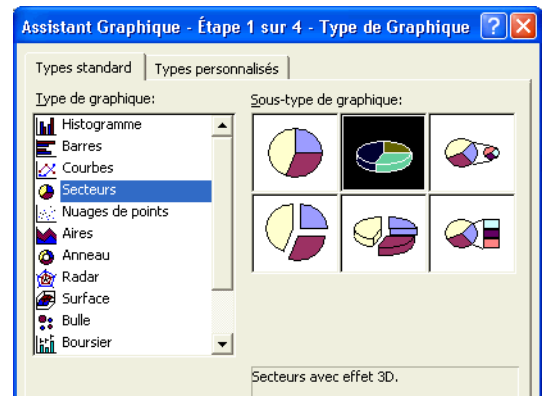 Assistant Graphique - Étape 1 sur 4 - Type de Graphique
Types standard
Types personnalisés
Type de graphique:
Histogramme
Barres
Courbes
Secteurs
Nuages de points
Aires
Anneau
Radar
Surface
Bulle
Boursier
Sous-type de graphique:
Secteurs avec effet 3D.